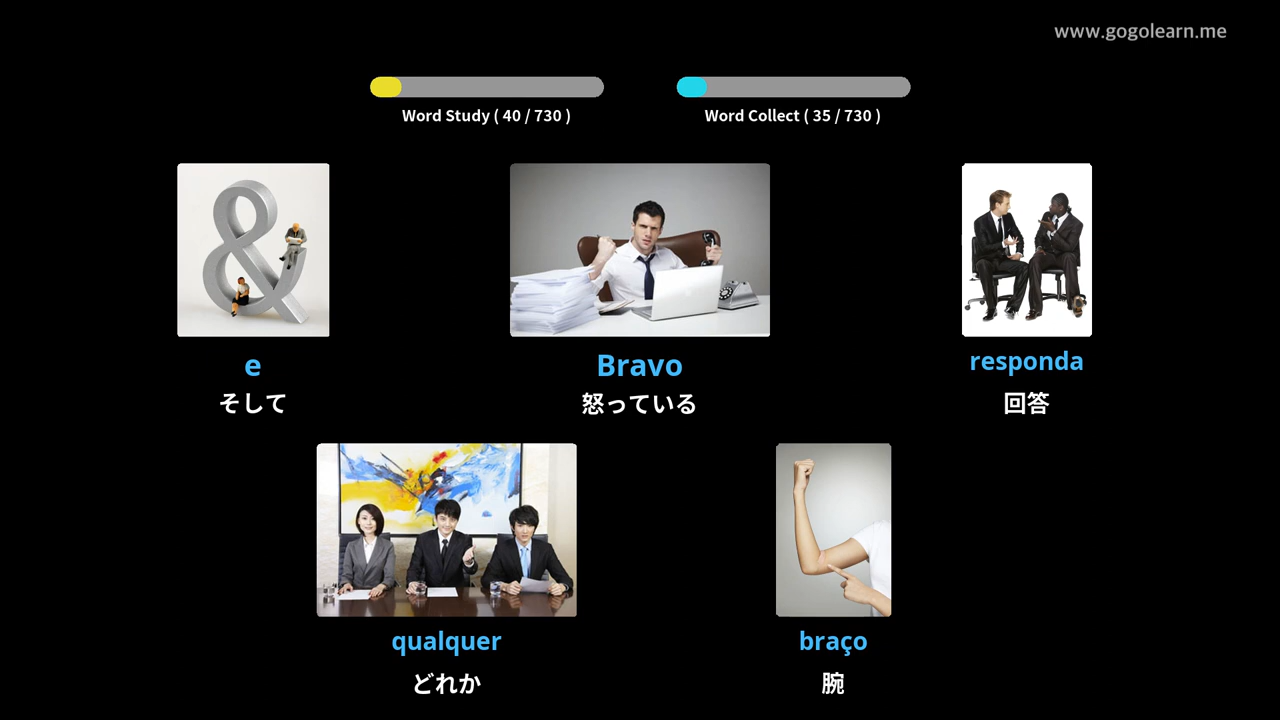 www.gogolearn.me
Word Study ( 40 / 730 )
Word Collect ( 35 / 730 )
e
そして
Bravo
怒っている
responda
回答
qualquer
どれか
braço
腕